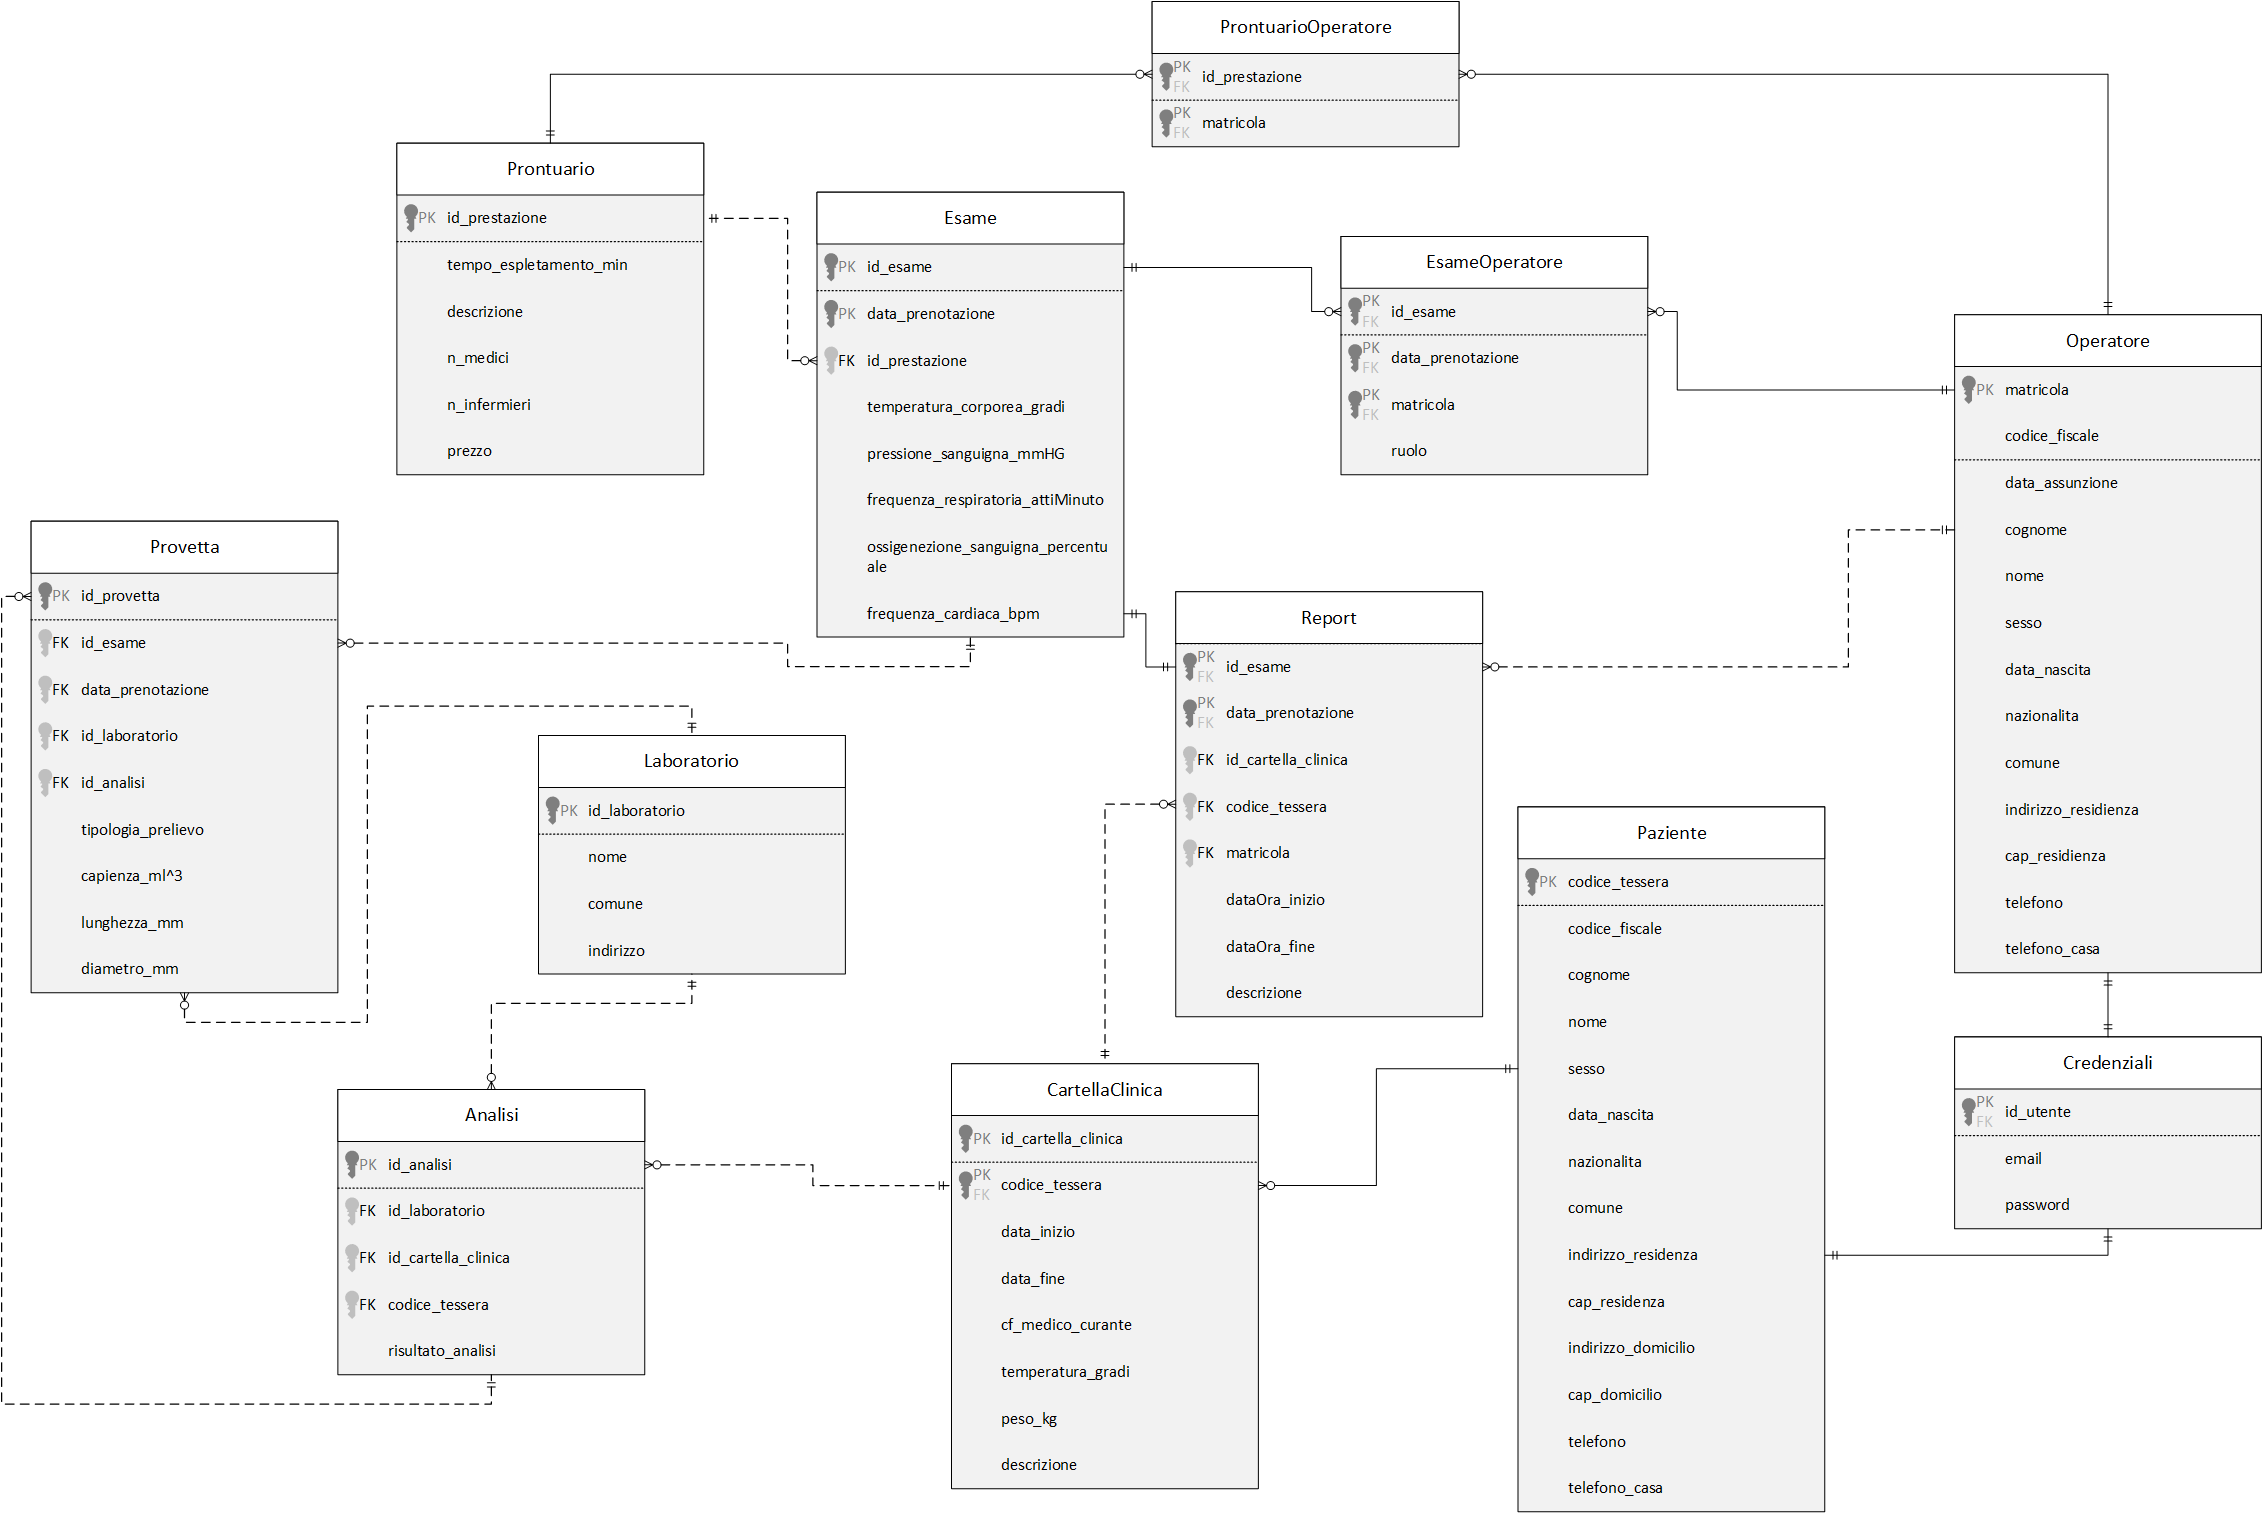 ProntuarioOperatore
PK
FK
id_prestazione
PK
FK
matricola
Prontuario
PK id_prestazione
tempo_espletamento_min
descrizione
n_medici
n_infermieri
prezzo
Esame
PK id_esame
PK data_prenotazione
FK id_prestazione
temperatura_corporea_gradi
pressione_sanguigna_mmHG
frequenza_respiratoria_attiMinuto
ossigenezione_sanguigna_percentu
ale
frequenza_cardiaca_bpm
EsameOperatore
PK
FK
id_esame
PK
FK
data_prenotazione
PK
FK
matricola
ruolo
Operatore
PK matricola
codice_fiscale
data_assunzione
cognome
nome
sesso
data_nascita
nazionalita
comune
indirizzo_residienza
cap_residienza
telefono
telefono_casa
Provetta
PK id_provetta
FK id_esame
FK data_prenotazione
FK id_laboratorio
FK id_analisi
tipologia_prelievo
capienza_ml^3
lunghezza_mm
diametro_mm
Laboratorio
PK id_laboratorio
nome
comune
indirizzo
Report
PK
FK
id_esame
PK
FK
data_prenotazione
FK id_cartella_clinica
FK codice_tessera
FK matricola
dataOra_inizio
dataOra_fine
descrizione
Paziente
PK codice_tessera
codice_fiscale
cognome
nome
sesso
data_nascita
nazionalita
comune
indirizzo_residenza
cap_residenza
indirizzo_domicilio
cap_domicilio
telefono
telefono_casa
Credenziali
PK
FK
id_utente
email
password
Analisi
PK id_analisi
FK id_laboratorio
FK id_cartella_clinica
FK codice_tessera
risultato_analisi
CartellaClinica
PK id_cartella_clinica
PK
FK
codice_tessera
data_inizio
data_fine
cf_medico_curante
temperatura_gradi
peso_kg
descrizione